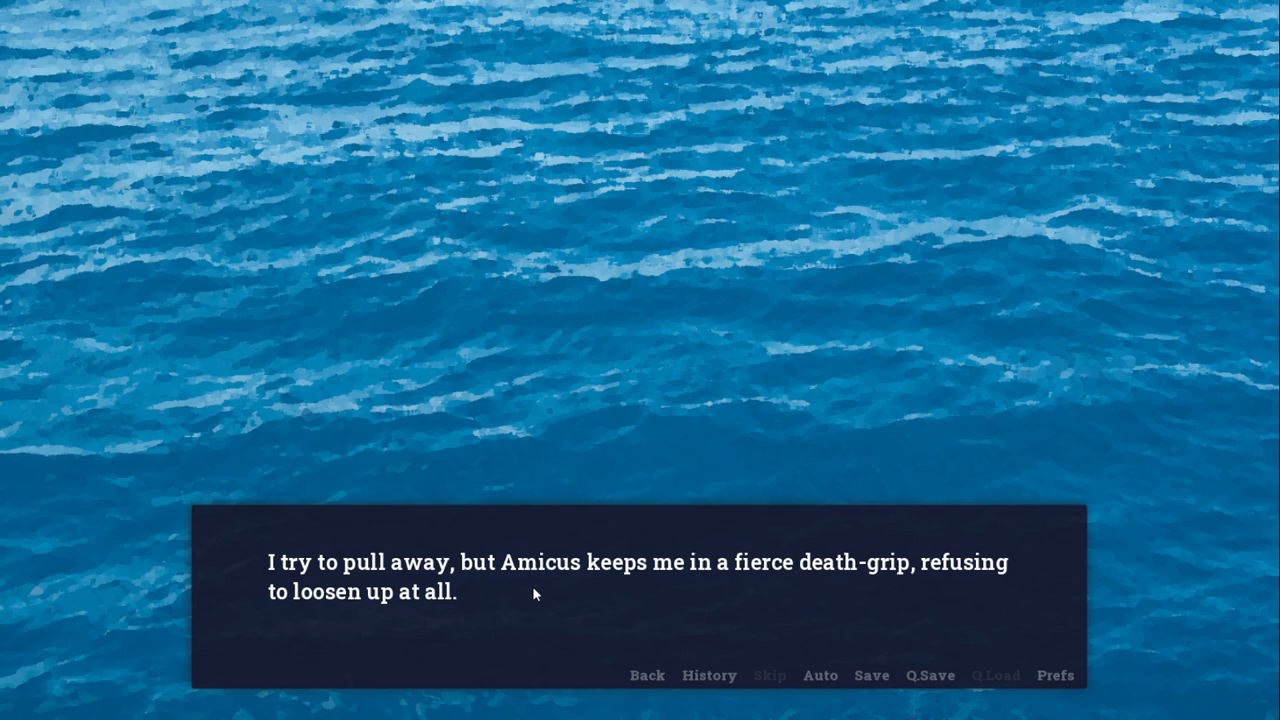 I try to pull away, but Amicus keeps me in a fierce death-grip, refusing
to loosen up at all.
Back History Skip Auto Save Q.Save Q.Load Prefs